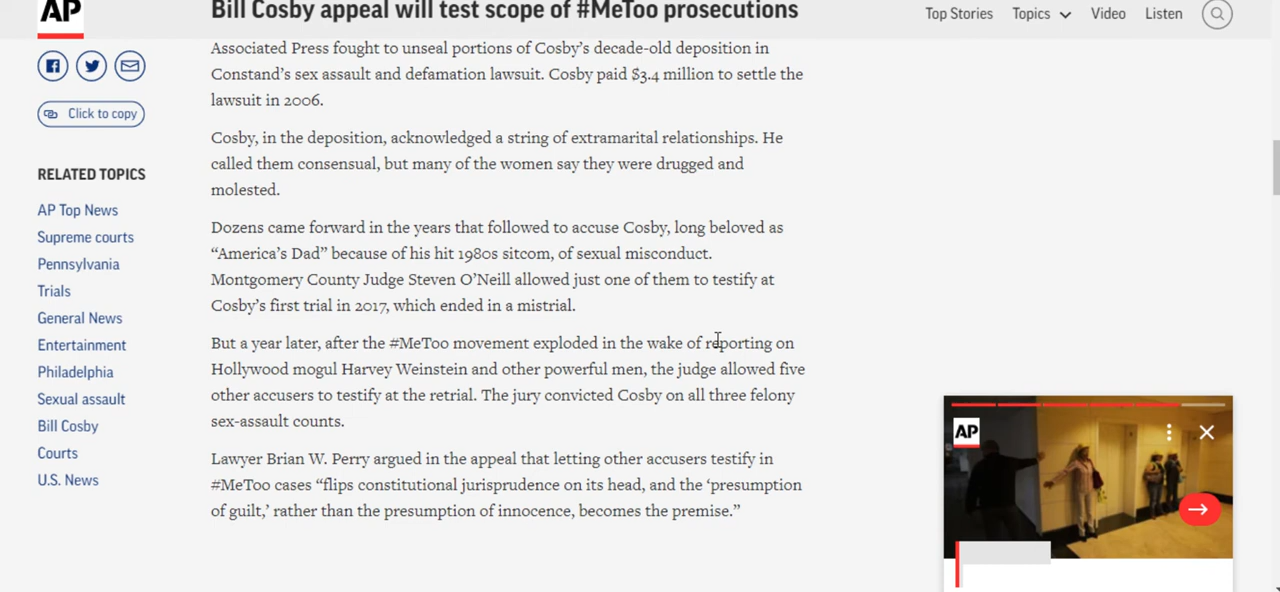 AP
Bill Cosby appeal will test scope of #MeToo prosecutions
Top Stories Topics Video Listen
Associated Press fought to unseal portions of Cosby’s decade-old deposition in
Constand’s sex assault and defamation lawsuit. Cosby paid $3.4 million to settle the
lawsuit in 2006.
Click to copy
Cosby, in the deposition, acknowledged a string of extramarital relationships. He
called them consensual, but many of the women say they were drugged and
molested.
RELATED TOPICS
AP Top News
Supreme courts
Pennsylvania
Trials
General News
Entertainment
Philadelphia
Sexual assault
Bill Cosby
Courts
U.S. News
Dozens came forward in the years that followed to accuse Cosby, long beloved as
“America’s Dad” because of his hit 1980s sitcom, of sexual misconduct.
Montgomery County Judge Steven O’Neill allowed just one of them to testify at
Cosby’s first trial in 2017, which ended in a mistrial.
But a year later, after the #MeToo movement exploded in the wake of reporting on
Hollywood mogul Harvey Weinstein and other powerful men, the judge allowed five
other accusers to testify at the retrial. The jury convicted Cosby on all three felony
sex-assault counts.
Lawyer Brian W. Perry argued in the appeal that letting other accusers testify in
#MeToo cases “flips constitutional jurisprudence on its head, and the ‘presumption
of guilt,’ rather than the presumption of innocence, becomes the premise.”
AP